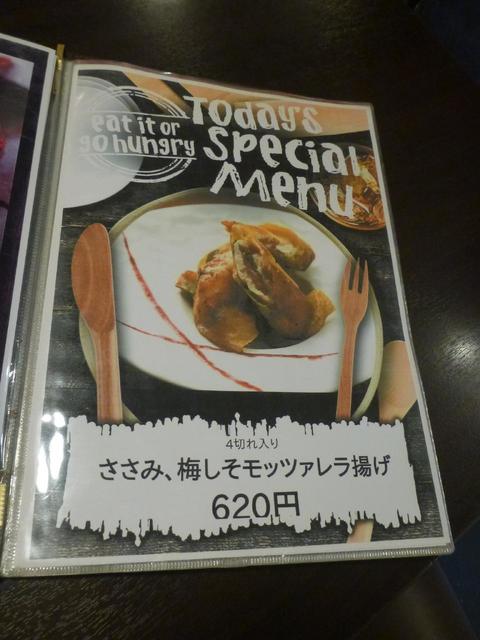 eat it or
go hungry
Today's
Special
Menu
4切れ入り
ささみ、梅しそモッツァレラ揚げ
620円